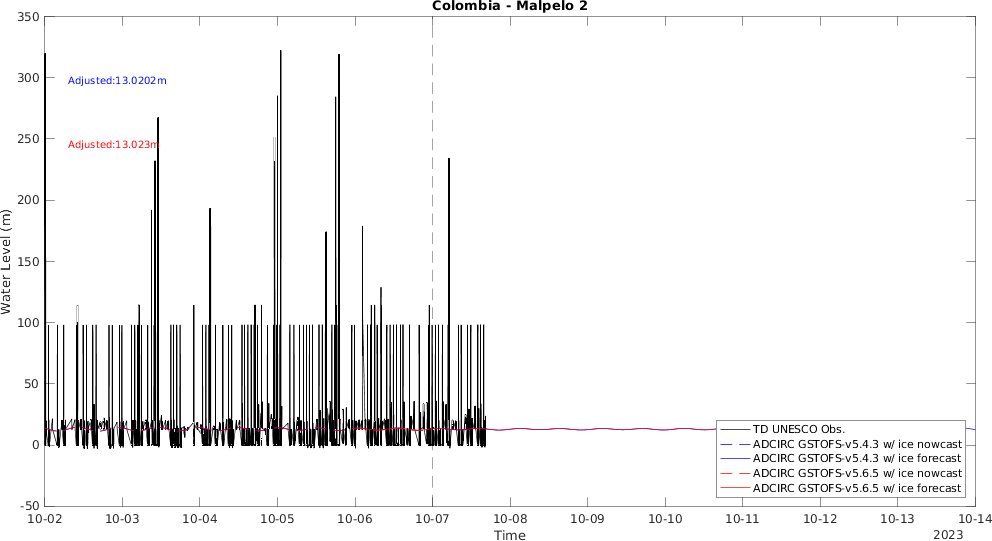 Colombia - Malpelo 2
350
300
250
200
150
100
50
0
-50
Water Level (m)
Adjusted:13.0202m
Adjusted:13.023m
TD UNESCO Obs.
ADCIRC GSTOFS-v5.4.3 w/ ice nowcast
ADCIRC GSTOFS-v5.4.3 w/ ice forecast
ADCIRC GSTOFS-v5.6.5 w/ ice nowcast
ADCIRC GSTOFS-v5.6.5 w/ ice forecast
10-02 10-03 10-04 10-05 10-06 10-07 10-08 10-09 10-10 10-11 10-12 10-13 10-14
Time
2023